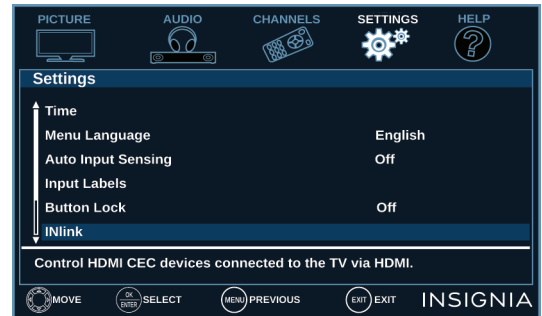 PICTURE AUDIO CHANNELS SETTINGS HELP
Settings
Time
Menu Language English
Auto Input Sensing Off
Input Labels
Button Lock Off
INlink
Control HDMI CEC devices connected to the TV via HDMI.
MOVE OK ENTER SELECT MENU PREVIOUS EXIT EXIT INSIGNIA